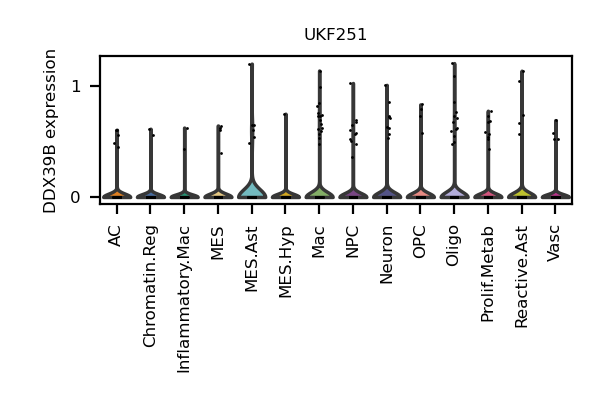 UKF251
DDX39B expression
1
0
AC
Chromatin.Reg
Inflammatory.Mac
MES
MES.Ast
MES.Hyp
Mac
NPC
Neuron
OPC
Oligo
Prolif.Metab
Reactive.Ast
Vasc